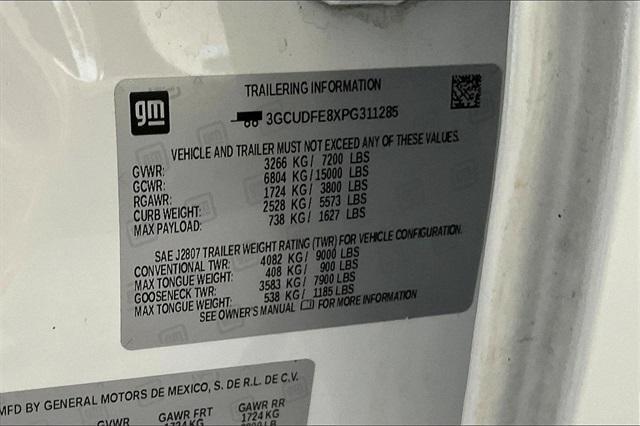 TRAILERING INFORMATION
gm
3GCUDFE8XPG311285
VEHICLE AND TRAILER MUST NOT EXCEED ANY OF THESE VALUES.
GVWR: 3266 KG/ 7200 LBS
GCWR: 6804 KG/ 15000 LBS
RGAWR: 1724 KG/ 3800 LBS
CURB WEIGHT: 2528 KG/ 5573 LBS
MAX PAYLOAD: 738 KG/ 1627 LBS
SAE J2807 TRAILER WEIGHT RATING (TWR) FOR VEHICLE CONFIGURATION.
CONVENTIONAL TWR: 4082 KG/ 9000 LBS
MAX TONGUE WEIGHT: 408 KG/ 900 LBS
GOOSENECK TWR: 3583 KG/ 7900 LBS
MAX TONGUE WEIGHT: 538 KG/ 1185 LBS
SEE OWNER'S MANUAL FOR MORE INFORMATION
MFD BY GENERAL MOTORS DE MEXICO, S. DE R.L. DE C.V.
GVWR GAWR FRT GAWR RR
1724 KG 1724 KG